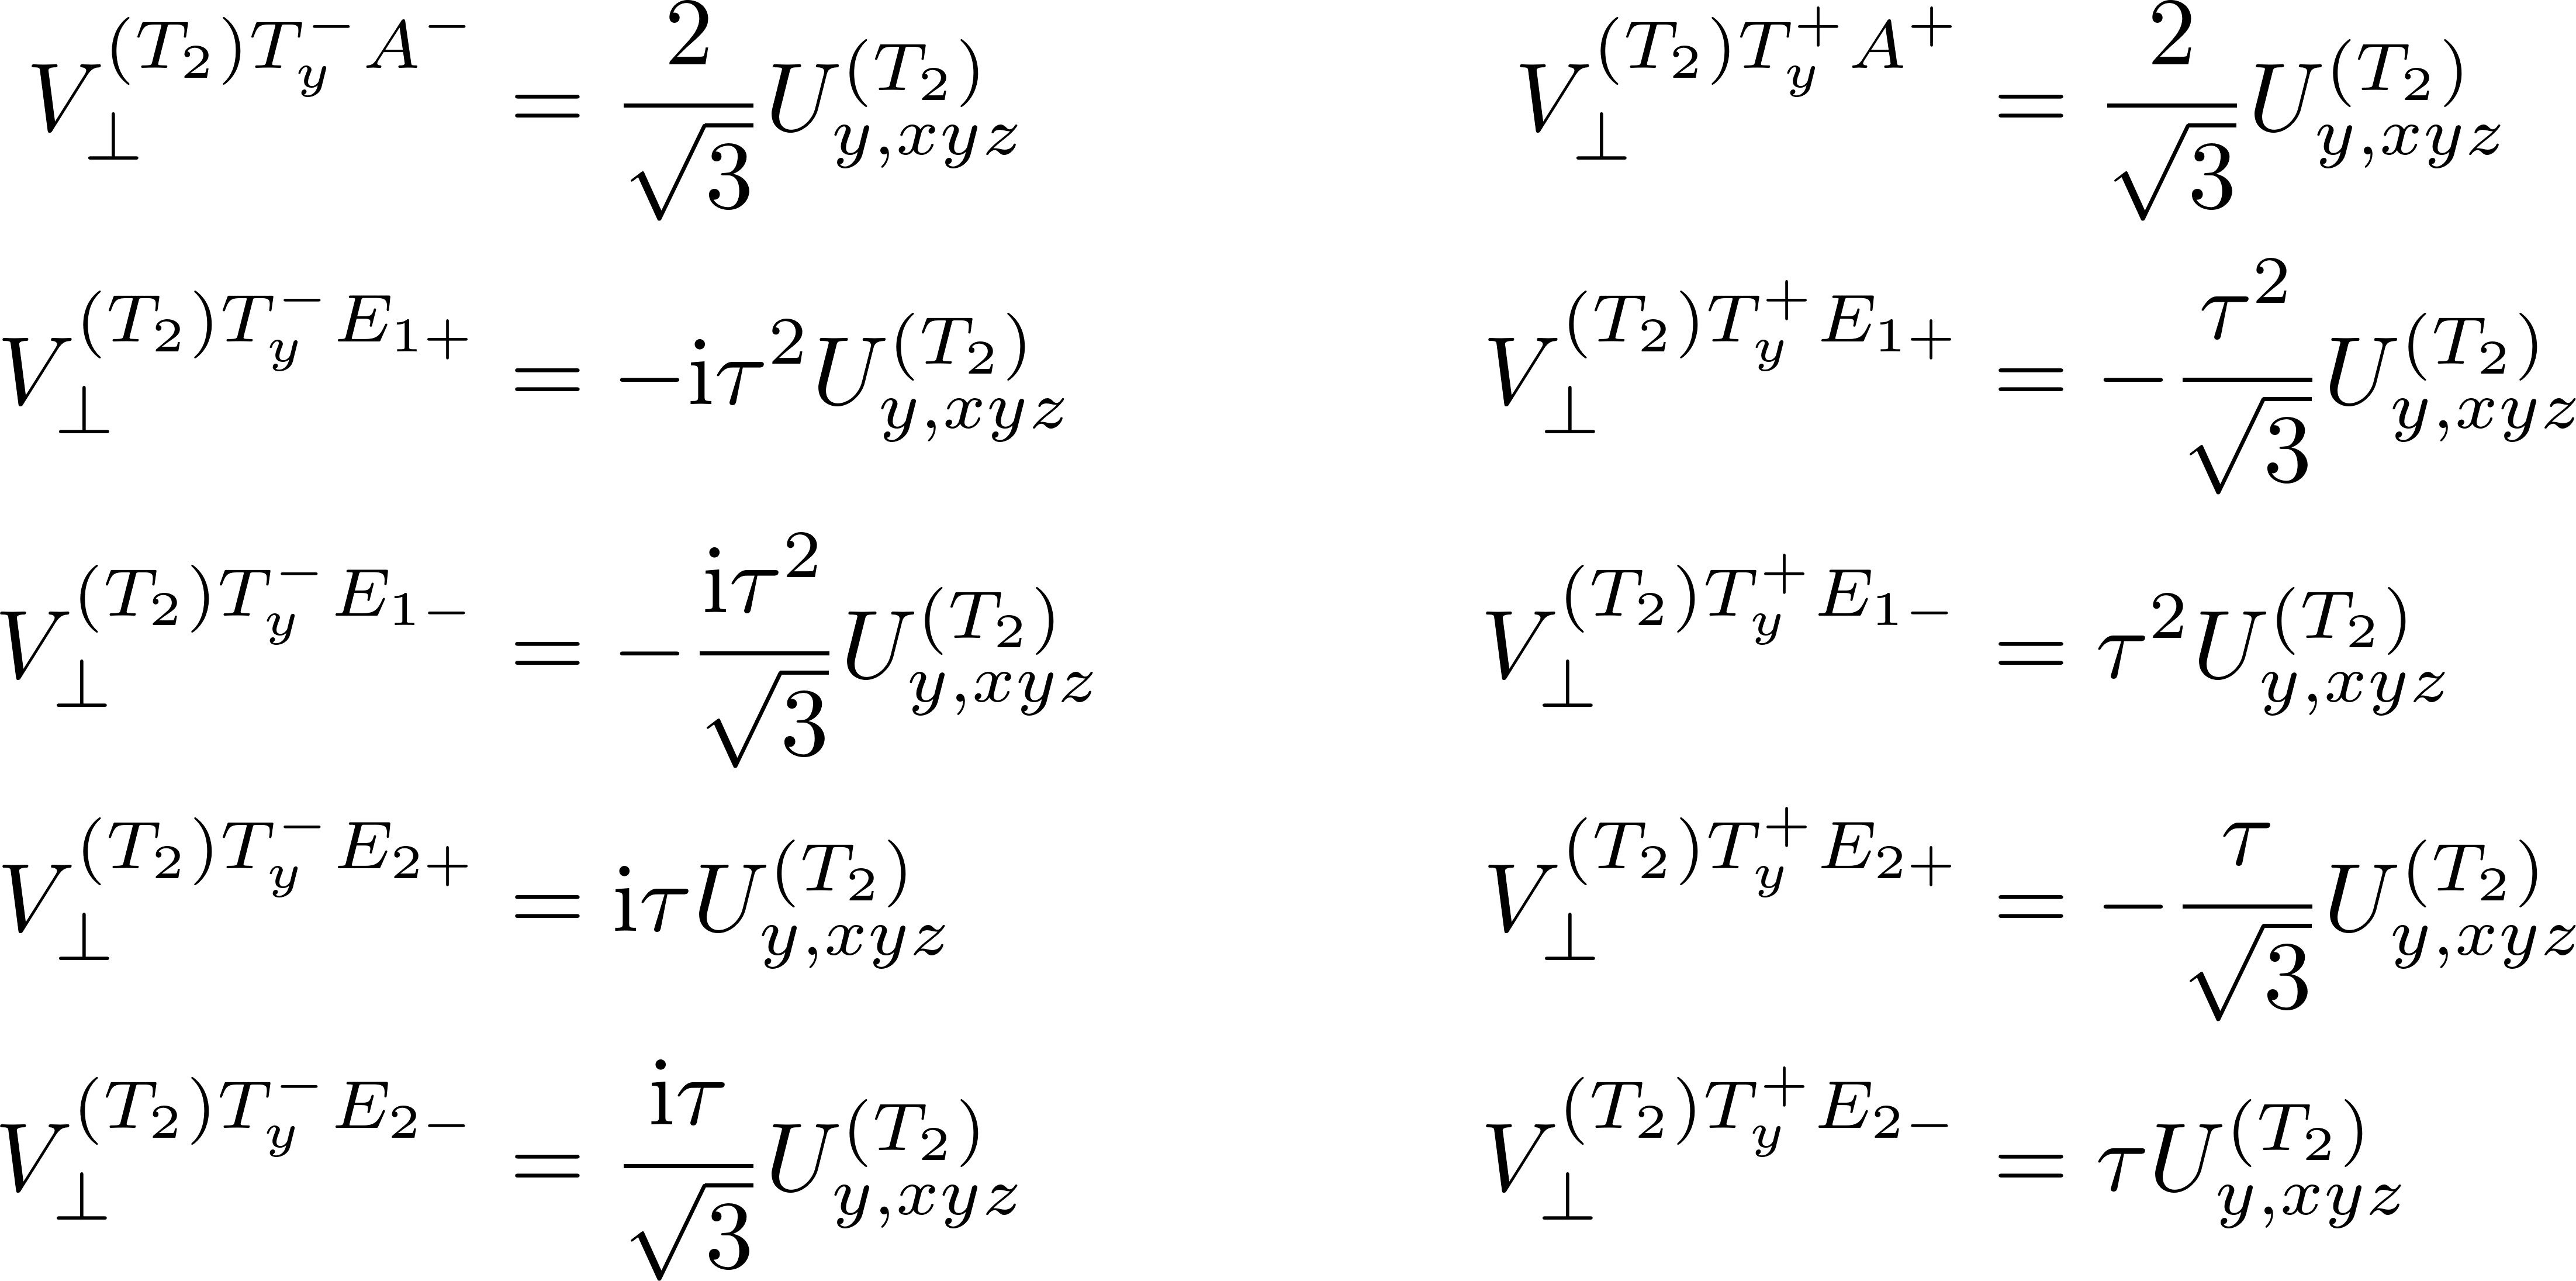 $V_{\perp}^{(T_2)T_y^- A^-} = \frac{2}{\sqrt{3}} U_{y,xyz}^{(T_2)} \qquad V_{\perp}^{(T_2)T_y^+ A^+} = \frac{2}{\sqrt{3}} U_{y,xyz}^{(T_2)}$
$V_{\perp}^{(T_2)T_y^- E_{1+}} = -\mathrm{i}\tau^2 U_{y,xyz}^{(T_2)} \qquad V_{\perp}^{(T_2)T_y^+ E_{1+}} = -\frac{\tau^2}{\sqrt{3}} U_{y,xyz}^{(T_2)}$
$V_{\perp}^{(T_2)T_y^- E_{1-}} = -\frac{\mathrm{i}\tau^2}{\sqrt{3}} U_{y,xyz}^{(T_2)} \qquad V_{\perp}^{(T_2)T_y^+ E_{1-}} = \tau^2 U_{y,xyz}^{(T_2)}$
$V_{\perp}^{(T_2)T_y^- E_{2+}} = \mathrm{i}\tau U_{y,xyz}^{(T_2)} \qquad V_{\perp}^{(T_2)T_y^+ E_{2+}} = -\frac{\tau}{\sqrt{3}} U_{y,xyz}^{(T_2)}$
$V_{\perp}^{(T_2)T_y^- E_{2-}} = \frac{\mathrm{i}\tau}{\sqrt{3}} U_{y,xyz}^{(T_2)} \qquad V_{\perp}^{(T_2)T_y^+ E_{2-}} = \tau U_{y,xyz}^{(T_2)}$